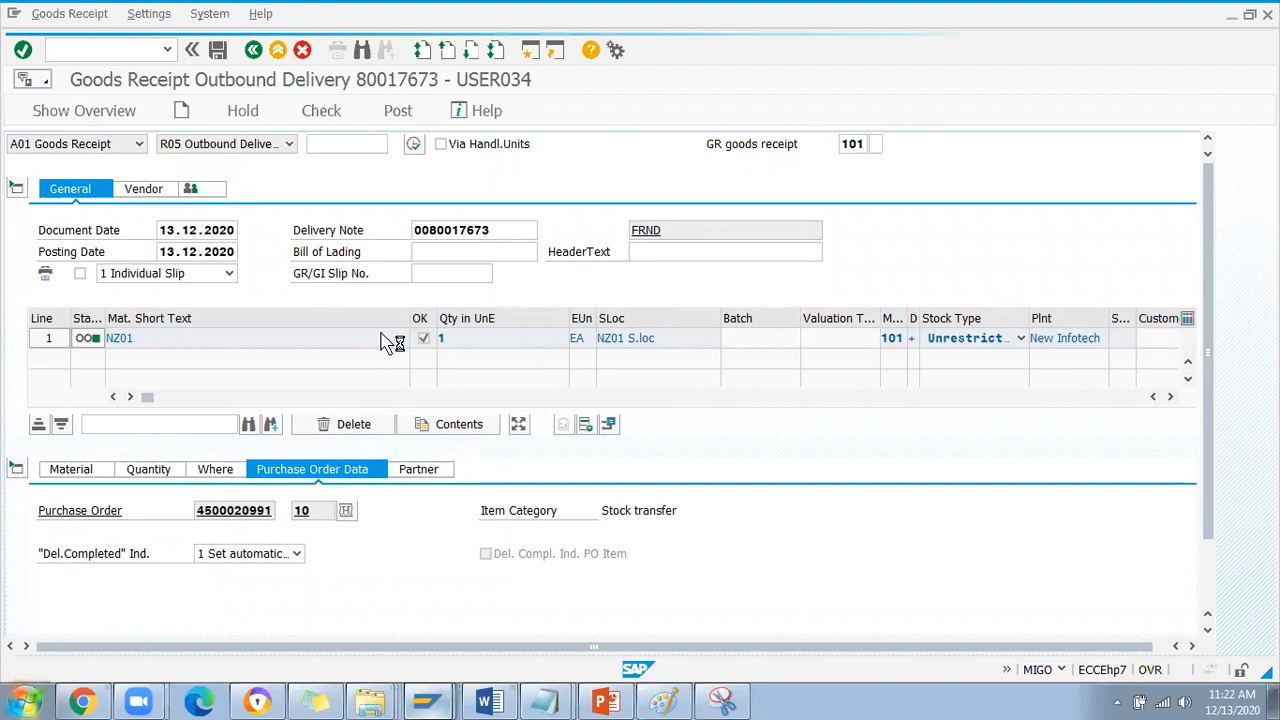 Goods Receipt Settings System Help
Goods Receipt Outbound Delivery 80017673 - USER034
Show Overview Hold Check Post Help
A01 Goods Receipt R05 Outbound Delive... Via Handl.Units GR goods receipt 101
General Vendor
Document Date 13.12.2020 Delivery Note 0080017673 FRND
Posting Date 13.12.2020 Bill of Lading HeaderText
1 Individual Slip GR/GI Slip No.
Line Sta... Mat. Short Text OK Qty in UnE EUn SLoc Batch Valuation T... M... D Stock Type Plnt S... Custom
1 NZ01 1 EA NZ01 S.loc 101 + Unrestrict... New Infotech
Delete Contents
Material Quantity Where Purchase Order Data Partner
Purchase Order 4500020991 10 Item Category Stock transfer
"Del.Completed" Ind. 1 Set automatic... Del. Compl. Ind. PO Item
SAP
MIGO ECCEhp7 OVR
11:22 AM
12/13/2020